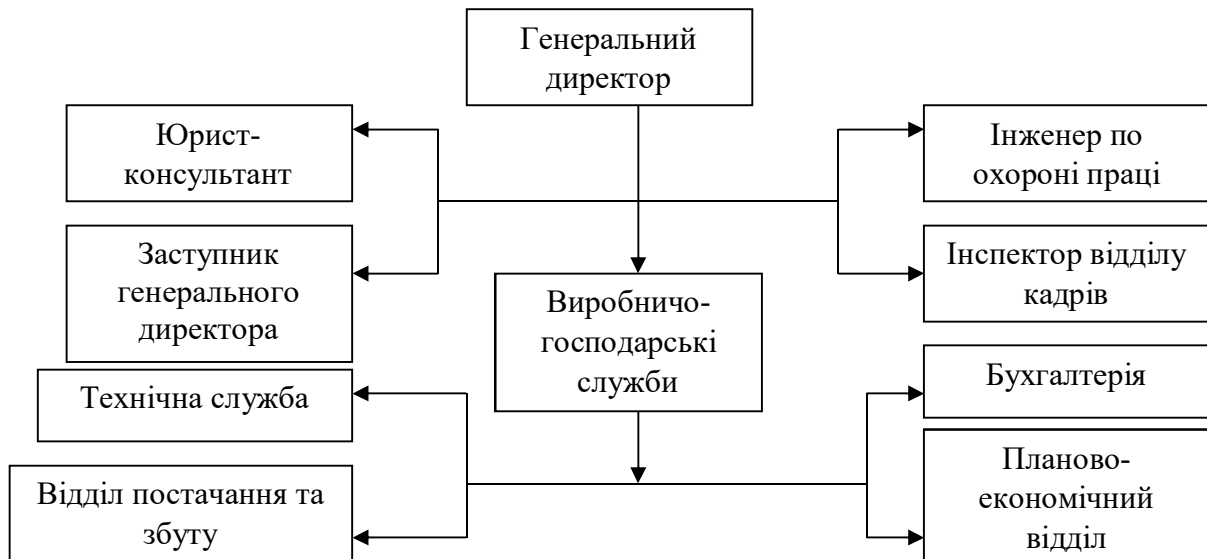 Генеральний
директор
Юрист-
консультант
Інженер по
охороні праці
Заступник
генерального
директора
Інспектор відділу
кадрів
Виробничо-
господарські
служби
Технічна служба
Бухгалтерія
Відділ постачання та
збуту
Планово-
економічний
відділ